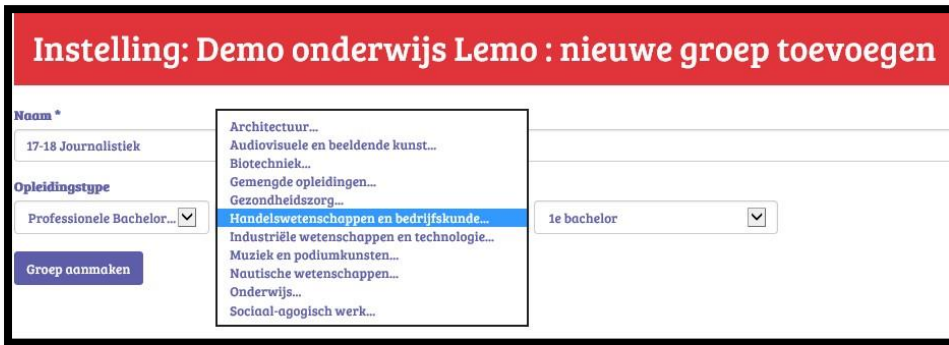 Instelling: Demo onderwijs Lemo : nieuwe groep toevoegen
Naam *
17-18 Journalistiek
Opleidingstype
Professionele Bachelor...
Architectuur...
Audiovisuele en beeldende kunst...
Biotechniek...
Gemengde opleidingen...
Gezondheidszorg...
Handelswetenschappen en bedrijfskunde...
Industriële wetenschappen en technologie...
Muziek en podiumkunsten...
Nautische wetenschappen...
Onderwijs...
Sociaal-agogisch werk...
1e bachelor
Groep aanmaken